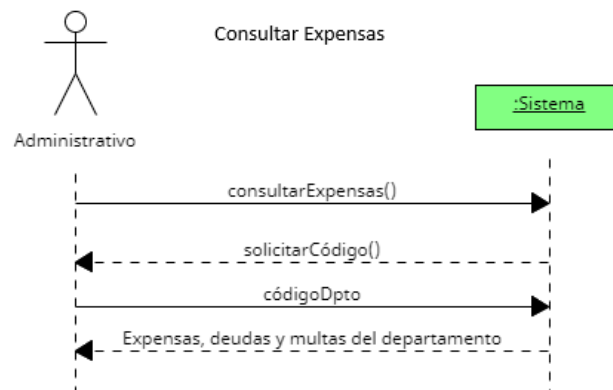 Consultar Expensas
:Sistema
Administrativo
consultarExpensas()
solicitarCódigo()
códigoDpto
Expensas, deudas y multas del departamento